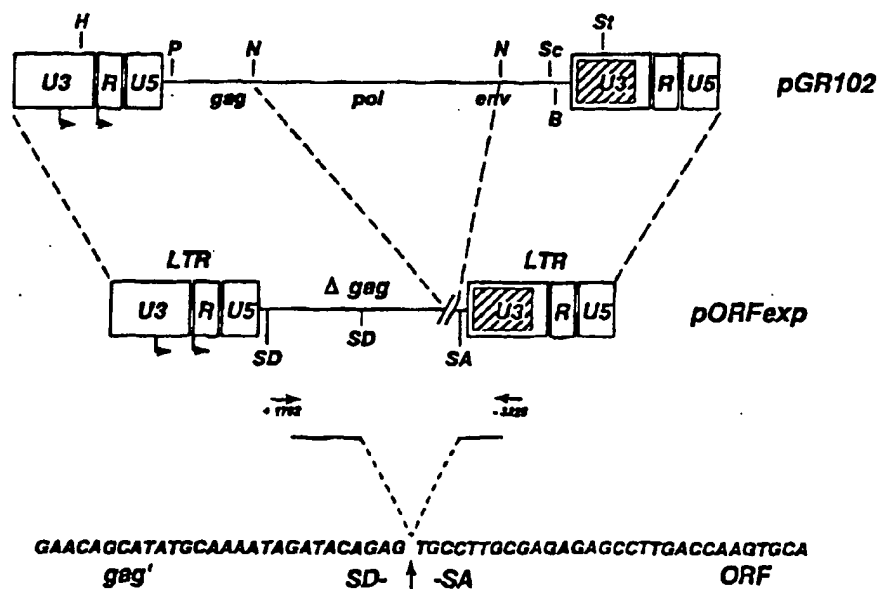 H St
P N N Sc
U3 R U5 U3 R U5 pGR102
gag pol env
B
LTR LTR
Δ gag
U3 R U5 U3 R U5 pORFexp
SD SD SA
GAACAGCATATGCAAAATAGATACAGAG TGCCTTGCGAGAGAGCCTTGACCAAGTGCA
gag' SD- -SA ORF